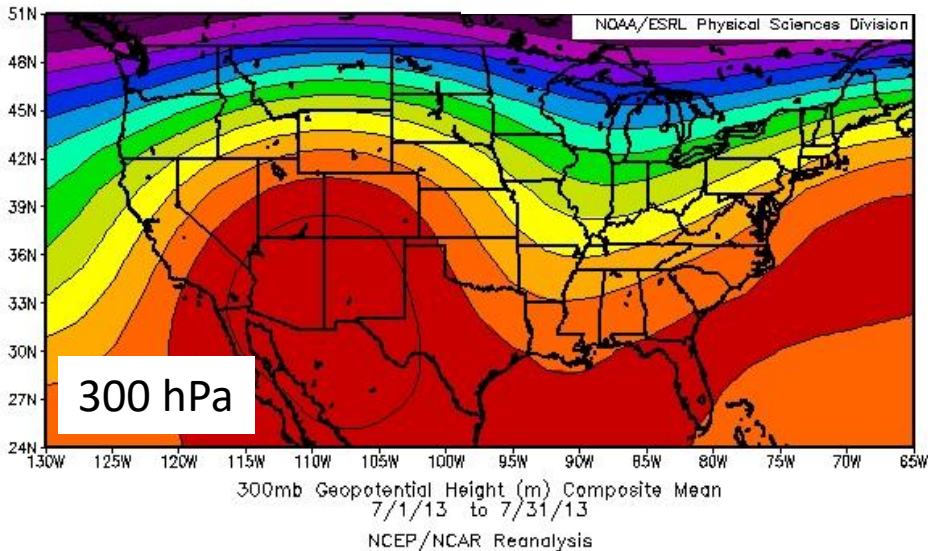 NOAA/ESRL Physical Sciences Division
51N
48N
45N
42N
39N
36N
33N
30N
27N
24N
300 hPa
130W 125W 120W 115W 110W 105W 100W 95W 90W 85W 80W 75W 70W 65W
300mb Geopotential Height (m) Composite Mean
7/1/13 to 7/31/13
NCEP/NCAR Reanalysis